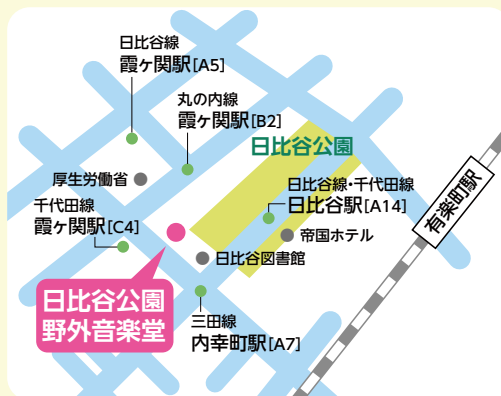 日比谷線
霞ヶ関駅[A5]
丸の内線
霞ヶ関駅[B2]
日比谷公園
厚生労働省
日比谷線・千代田線
日比谷駅[A14]
有楽町駅
千代田線
霞ヶ関駅[C4]
帝国ホテル
日比谷図書館
日比谷公園
野外音楽堂
三田線
内幸町駅[A7]